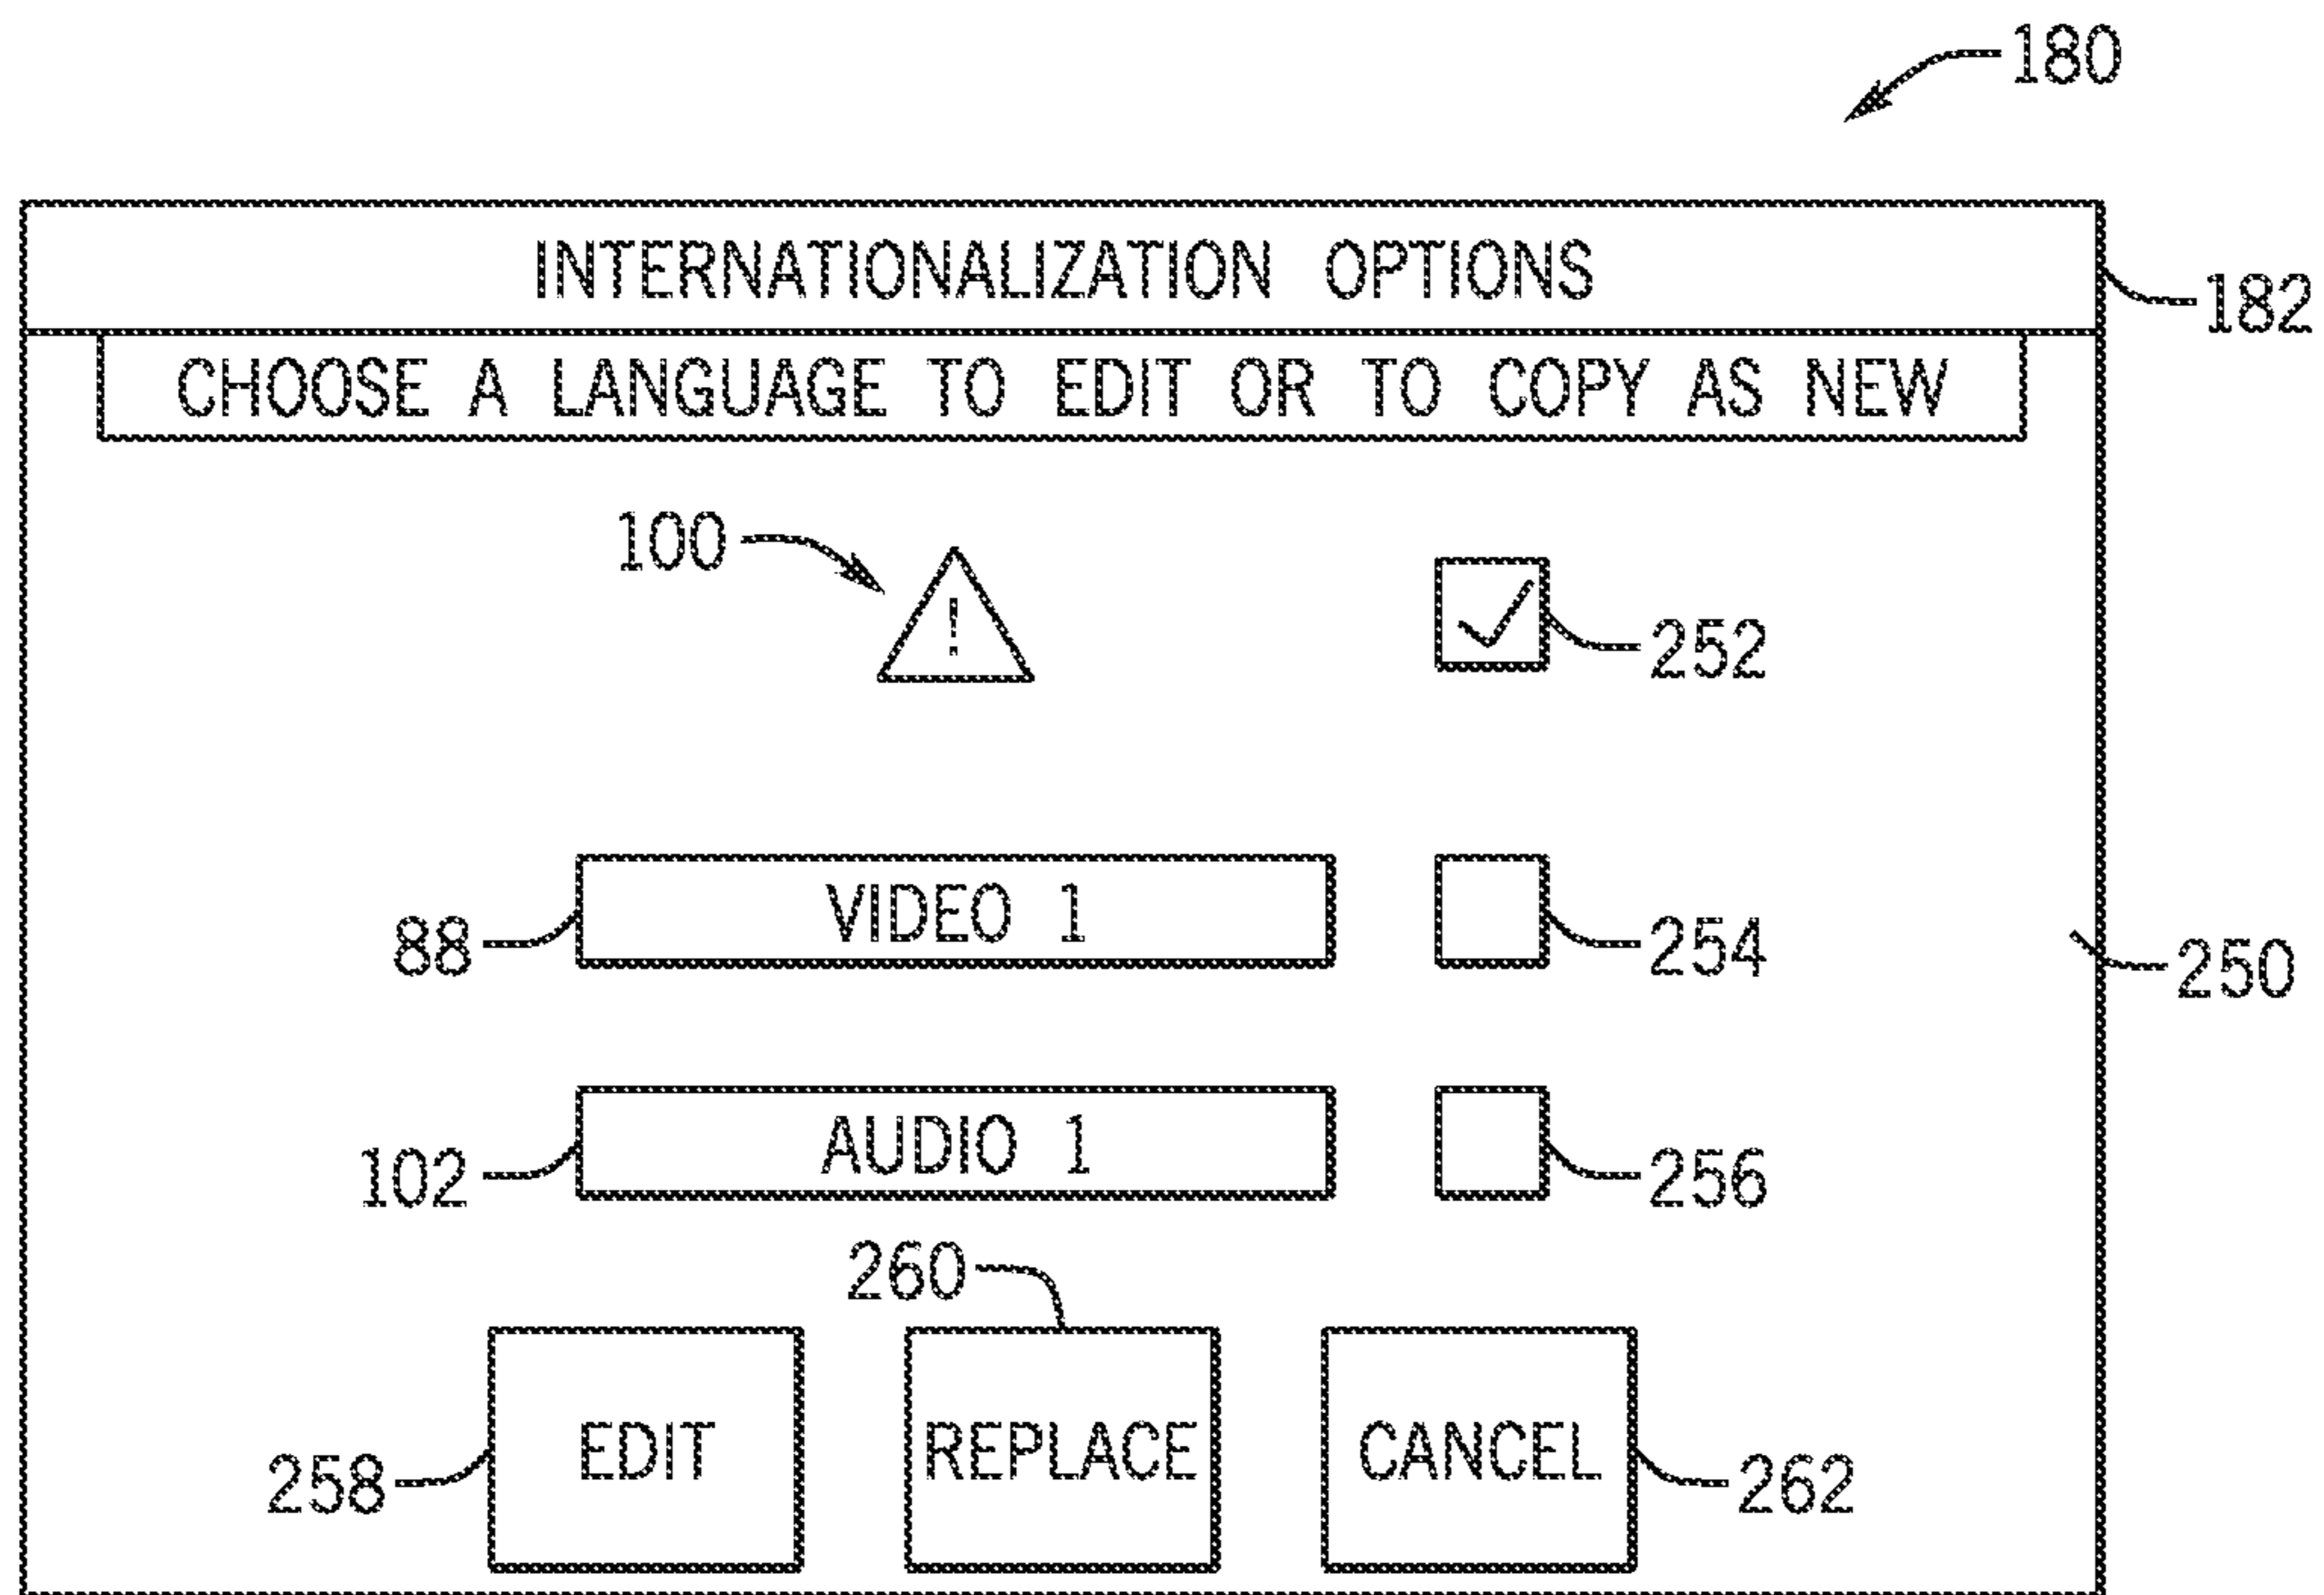 180
INTERNATIONALIZATION OPTIONS
182
CHOOSE A LANGUAGE TO EDIT OR TO COPY AS NEW
100
!
252
88
VIDEO 1
254
250
102
AUDIO 1
256
260
258
EDIT
REPLACE
CANCEL
262